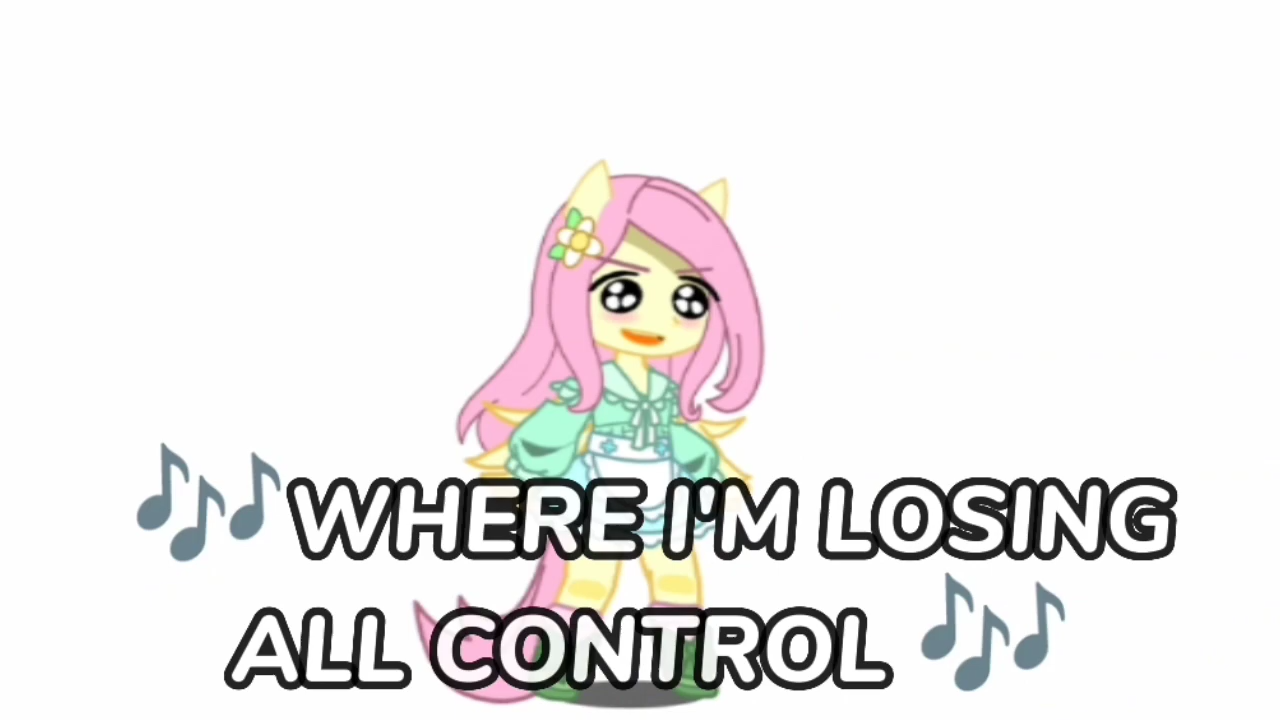 🎶WHERE I'M LOSING
ALL CONTROL 🎶